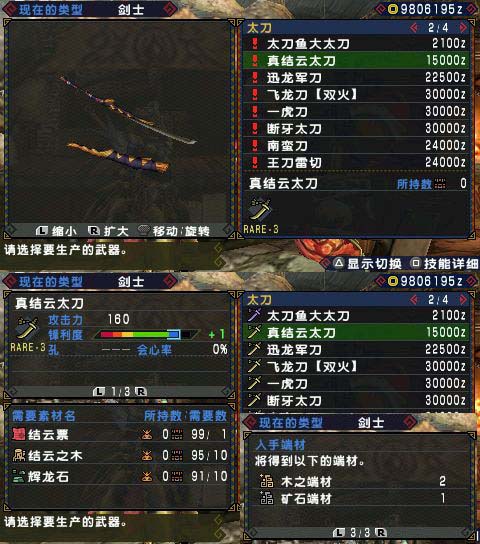 现在的类型 剑士
9806195z
太刀 2/4
太刀鱼大太刀 2100z
真结云太刀 15000z
迅龙军刀 22500z
飞龙刀【双火】 30000z
一虎刀 30000z
断牙太刀 30000z
南蛮刀 24000z
王刀雷切 24000z
真结云太刀 所持数 0
RARE-3
L 缩小 R 扩大 移动/旋转
请选择要生产的武器。
△显示切换 □技能详细
现在的类型 剑士
9806195z
真结云太刀
攻击力 160
锋利度 +1
孔 --- 会心率 0%
RARE-3
L 1/3 R
太刀 2/4
太刀鱼大太刀 2100z
真结云太刀 15000z
迅龙军刀 22500z
飞龙刀【双火】 30000z
一虎刀 30000z
断牙太刀 30000z
需要素材名 所持数/需要数
结云票 0 99/ 1
结云之木 0 95/10
辉龙石 0 91/10
请选择要生产的武器。
现在的类型 剑士
入手端材
将得到以下的端材。
木之端材 2
矿石端材 1
L 3/3 R